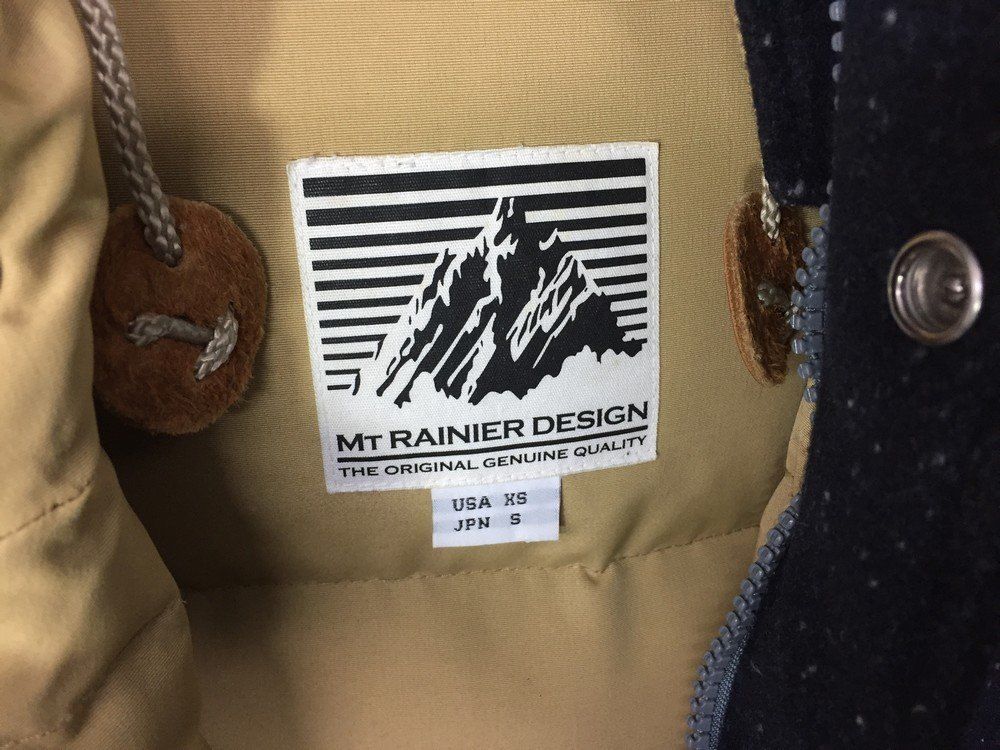 MT RAINIER DESIGN
THE ORIGINAL GENUINE QUALITY
USA XS
JPN S